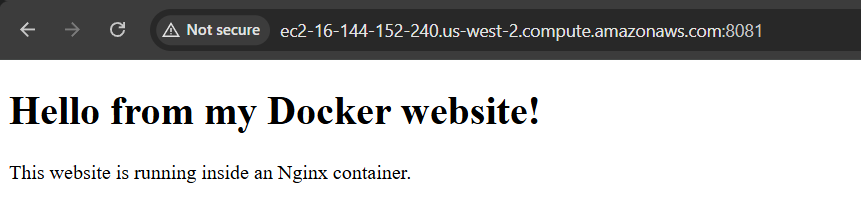 Not secure ec2-16-144-152-240.us-west-2.compute.amazonaws.com:8081
Hello from my Docker website!
This website is running inside an Nginx container.